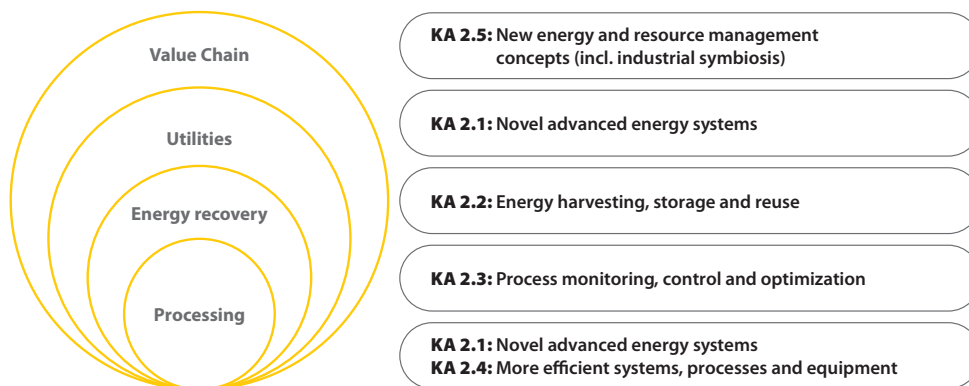 Value Chain
Utilities
Energy recovery
Processing
KA 2.5: New energy and resource management
concepts (incl. industrial symbiosis)
KA 2.1: Novel advanced energy systems
KA 2.2: Energy harvesting, storage and reuse
KA 2.3: Process monitoring, control and optimization
KA 2.1: Novel advanced energy systems
KA 2.4: More efficient systems, processes and equipment